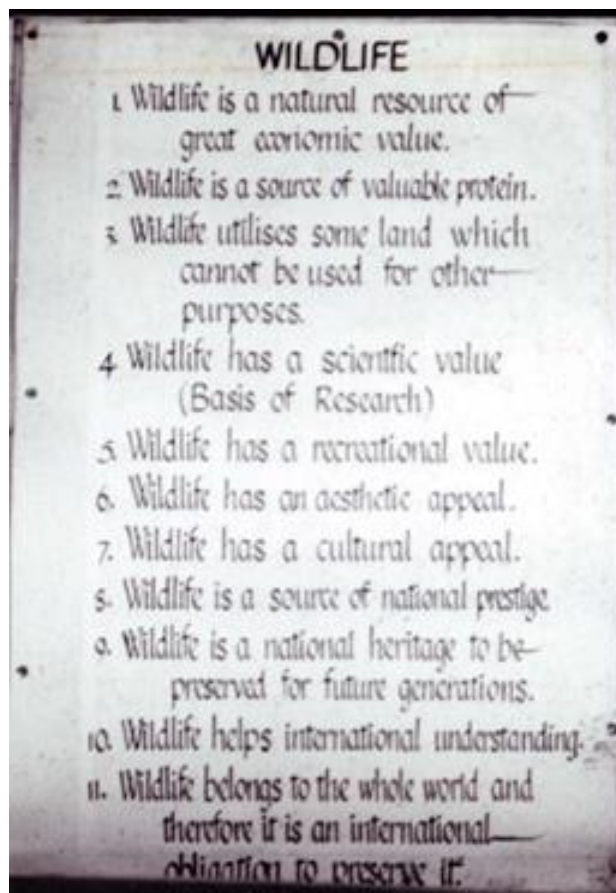 WILDLIFE
1. Wildlife is a natural resource of
great economic value.
2. Wildlife is a source of valuable protein.
3. Wildlife utilises some land which
cannot be used for other
purposes.
4. Wildlife has a scientific value
(Basis of Research)
5. Wildlife has a recreational value.
6. Wildlife has an aesthetic appeal.
7. Wildlife has a cultural appeal.
8. Wildlife is a source of national prestige.
9. Wildlife is a national heritage to be
preserved for future generations.
10. Wildlife helps international understanding.
11. Wildlife belongs to the whole world and
therefore it is an international
obligation to preserve it.